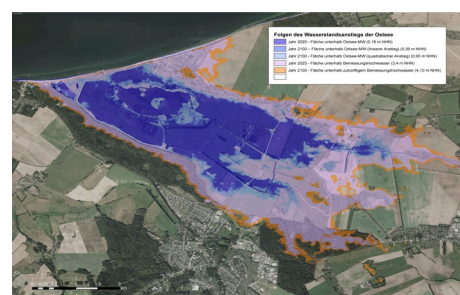 Folgen des Wasserstandsanstiegs der Ostsee
Jahr 2025 - Fläche unterhalb Ostsee-MW (0,16 m NHN)
Jahr 2100 - Fläche unterhalb Ostsee-MW (linearer Anstieg) (0,39 m NHN)
Jahr 2100 - Fläche unterhalb Ostsee-MW (quadratischer Anstieg) (0,90 m NHN)
Jahr 2025 - Fläche unterhalb Bemessungshochwasser (3,4 m NHN)
Jahr 2100 - Fläche unterhalb zukünftigem Bemessungshochwasser (4,10 m NHN)